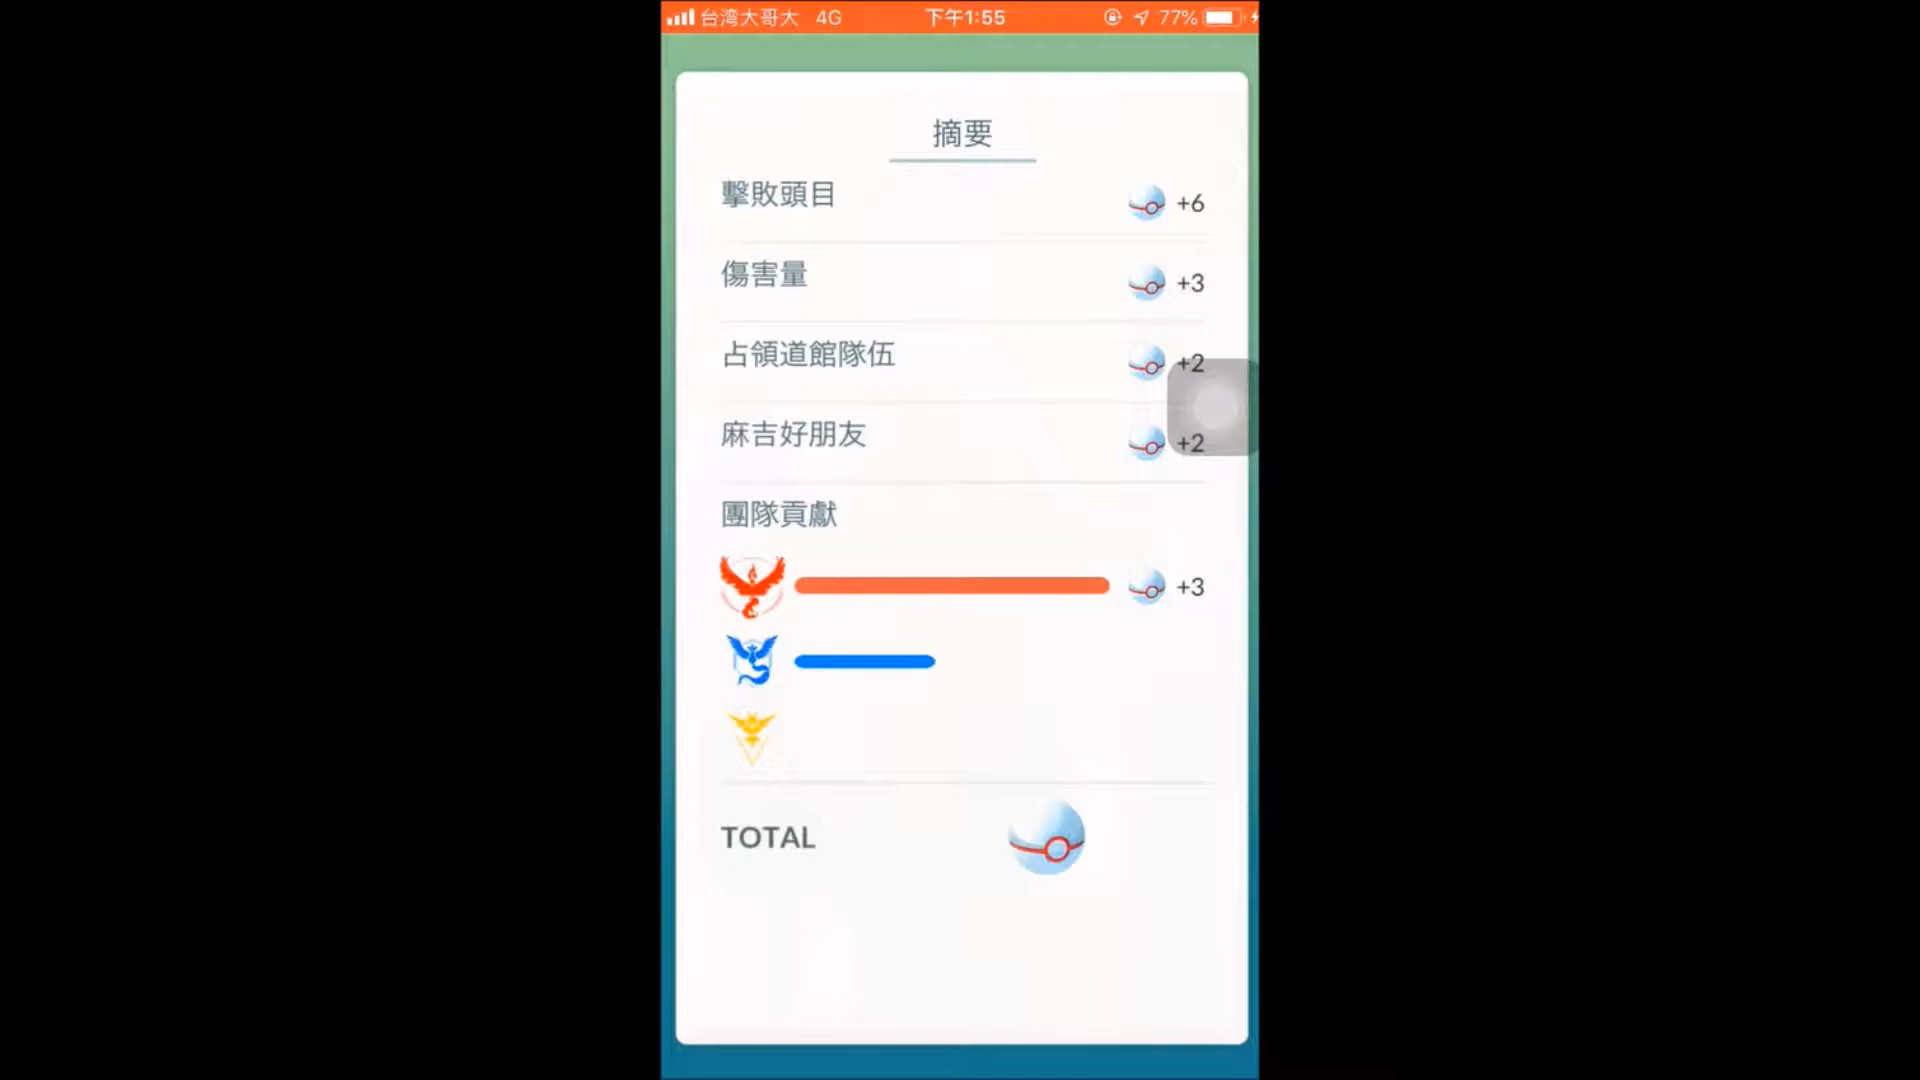 台湾大哥大 4G 下午1:55 77%
摘要
擊敗頭目 +6
傷害量 +3
占領道館隊伍 +2
麻吉好朋友 +2
團隊貢獻
+3
TOTAL